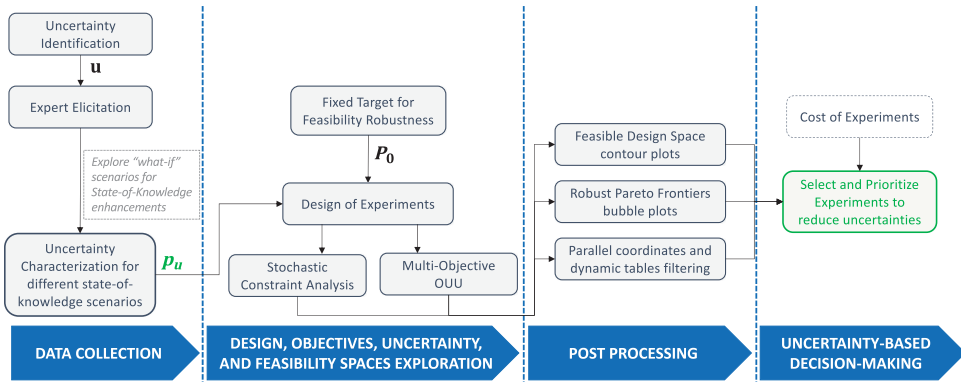 Uncertainty
Identification
u
Expert Elicitation
Explore “what-if”
scenarios for
State-of-Knowledge
enhancements
Uncertainty
Characterization for
different state-of-
knowledge scenarios
p_u
Fixed Target for
Feasibility Robustness
P_0
Design of Experiments
Stochastic
Constraint Analysis
Multi-Objective
OUU
Feasible Design Space
contour plots
Robust Pareto Frontiers
bubble plots
Parallel coordinates and
dynamic tables filtering
Cost of Experiments
Select and Prioritize
Experiments to
reduce uncertainties
DATA COLLECTION
DESIGN, OBJECTIVES, UNCERTAINTY,
AND FEASIBILITY SPACES EXPLORATION
POST PROCESSING
UNCERTAINTY-BASED
DECISION-MAKING